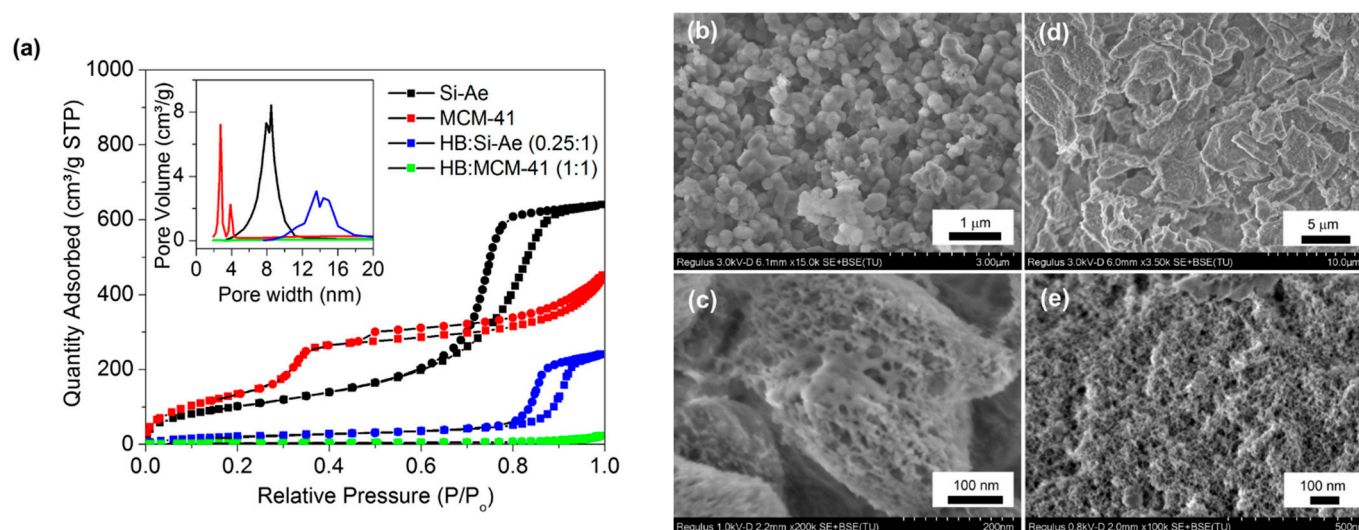 (a)
1000
800
600
400
200
0
0.0 0.2 0.4 0.6 0.8 1.0
Quantity Adsorbed (cm³/g STP)
Relative Pressure (P/Pₒ)
8
4
0
0 4 8 12 16 20
Pore Volume (cm³/g)
Pore width (nm)
Si-Ae
MCM-41
HB:Si-Ae (0.25:1)
HB:MCM-41 (1:1)
(b)
1 μm
Regulus 3.0kV-D 6.1mm x15.0k SE+BSE(TU) 3.00μm
(d)
5 μm
Regulus 3.0kV-D 6.0mm x3.50k SE+BSE(TU) 10.0μm
(c)
100 nm
Regulus 1.0kV-D 2.2mm x200k SE+BSE(TU) 200nm
(e)
100 nm
Regulus 0.8kV-D 2.0mm x100k SE+BSE(TU) 500nm